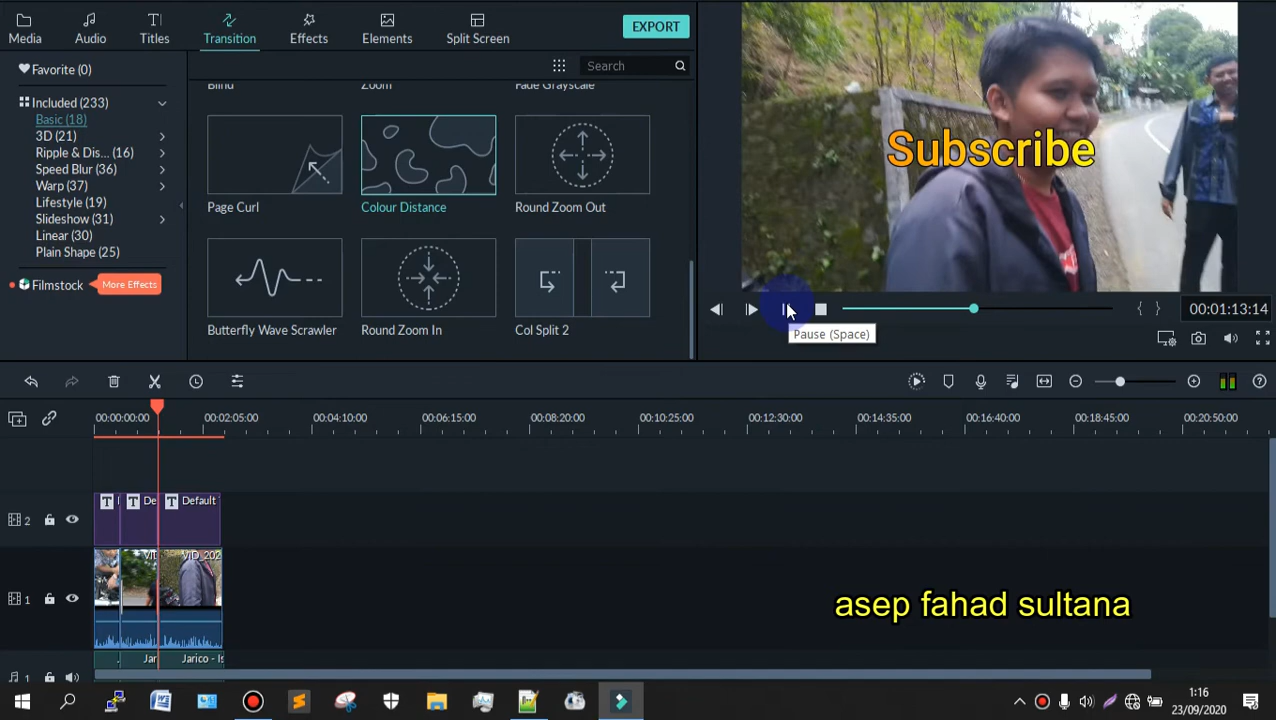 Media
Audio
Titles
Transition
Effects
Elements
Split Screen
EXPORT
Favorite (0)
Search
Included (233)
Basic (18)
3D (21)
Ripple & Dis... (16)
Speed Blur (36)
Warp (37)
Lifestyle (19)
Slideshow (31)
Linear (30)
Plain Shape (25)
Filmstock
More Effects
Blind
Zoom
Fade Grayscale
Page Curl
Colour Distance
Round Zoom Out
Butterfly Wave Scrawler
Round Zoom In
Col Split 2
Subscribe
00:01:13:14
Pause (Space)
00:00:00:00
00:02:05:00
00:04:10:00
00:06:15:00
00:08:20:00
00:10:25:00
00:12:30:00
00:14:35:00
00:16:40:00
00:18:45:00
00:20:50:00
2
T
T De
T Default
VID
VID_202
1
asep fahad sultana
Jar
Jarico - Is
1
1:16
23/09/2020